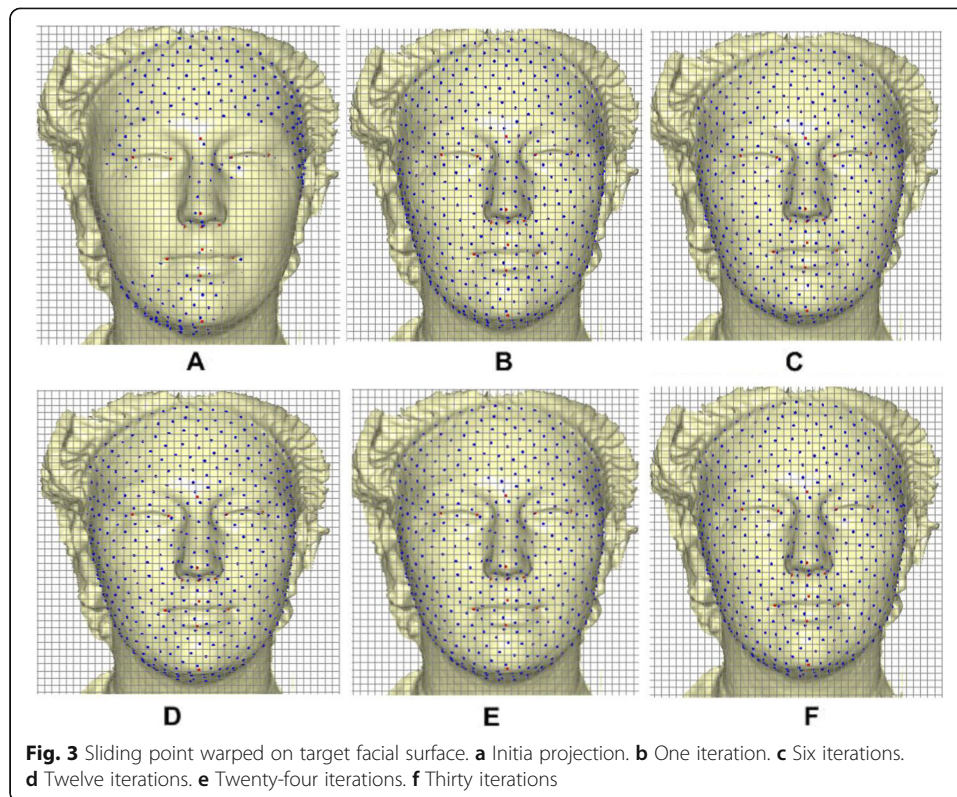 A B C
D E F
Fig. 3 Sliding point warped on target facial surface. a Initia projection. b One iteration. c Six iterations.
d Twelve iterations. e Twenty-four iterations. f Thirty iterations